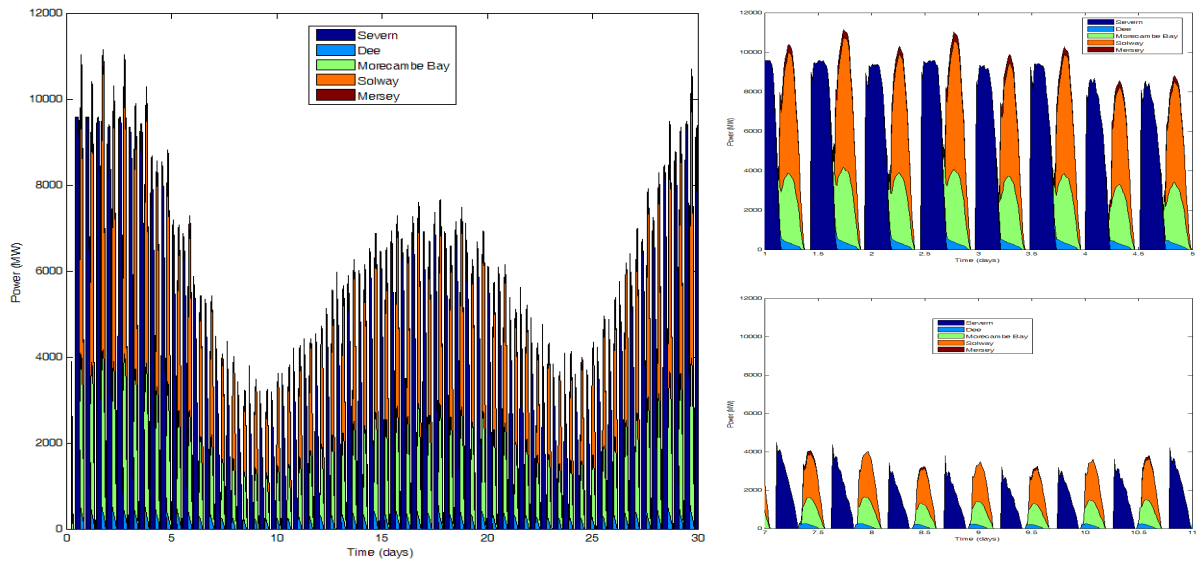 12000
10000
8000
6000
4000
2000
0
Power (MW)
Severn
Dee
Morecambe Bay
Solway
Mersey
0 5 10 15 20 25 30
Time (days)
12000
10000
8000
6000
4000
2000
0
Power (MW)
Severn
Dee
Morecambe Bay
Solway
Mersey
1 1.5 2 2.5 3 3.5 4 4.5 5
Time (days)
12000
10000
8000
6000
4000
2000
0
Power (MW)
Severn
Dee
Morecambe Bay
Solway
Mersey
7 7.5 8 8.5 9 9.5 10 10.5 11
Time (days)